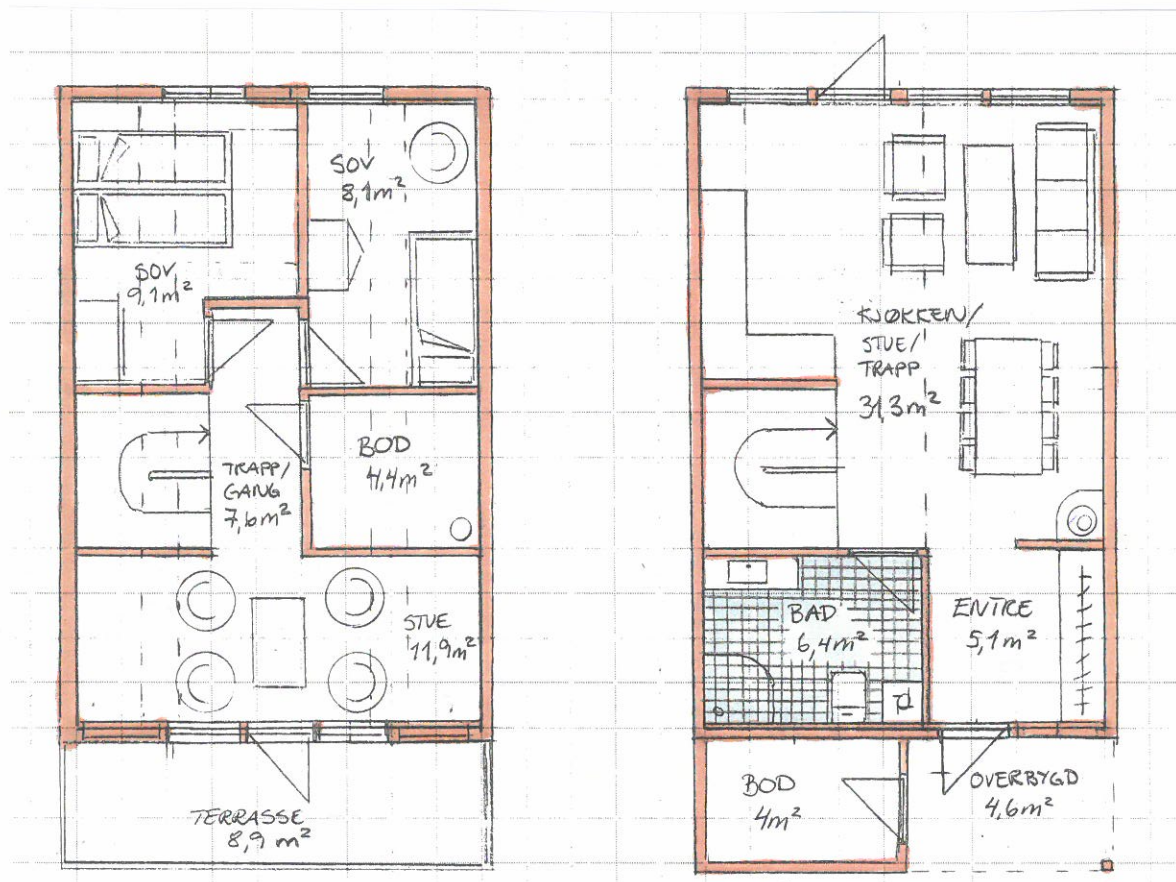 SOV
8,1m²
SOV
9,1m²
TRAPP/
GANG
7,6m²
BOD
4,4m²
STUE
11,9m²
TERRASSE
8,9 m²
KJØKKEN/
STUE/
TRAPP
31,3m²
BAD
6,4m²
ENTRE
5,1m²
BOD
4m²
OVERBYGD
4,6m²